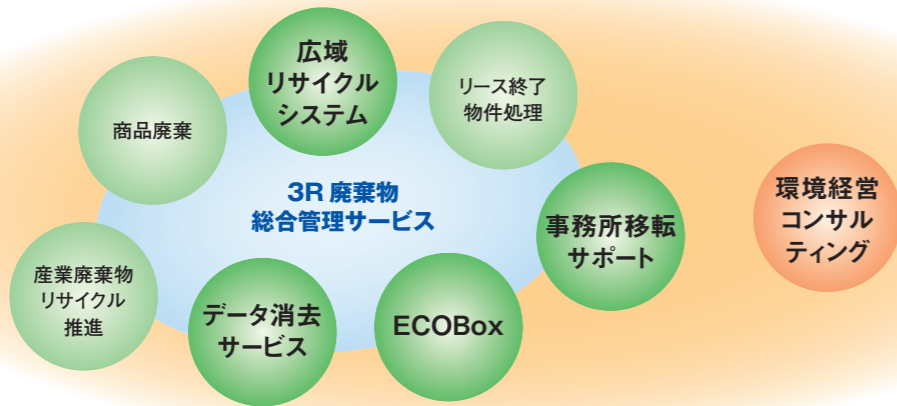 広域
リサイクル
システム
リース終了
物件処理
商品廃棄
3R 廃棄物
総合管理サービス
環境経営
コンサル
ティング
事務所移転
サポート
産業廃棄物
リサイクル
推進
データ消去
サービス
ECOBox